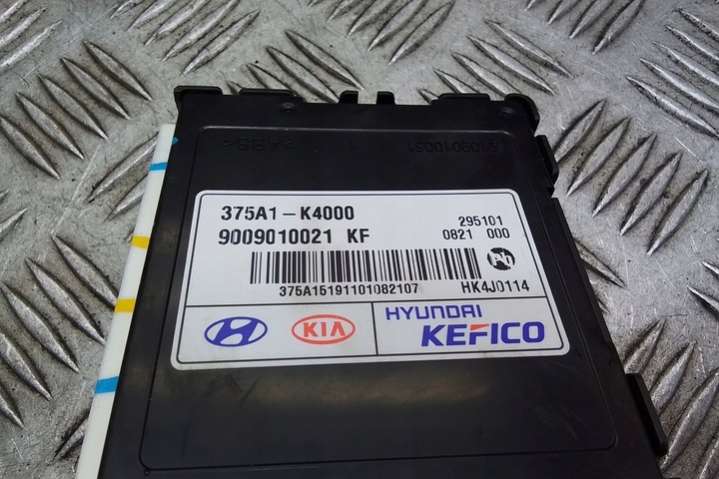 375A1-K4000
9009010021 KF
295101
0821 000
375A15191101082107
HK4J0114
KIA
HYUNDAI
KEFICO